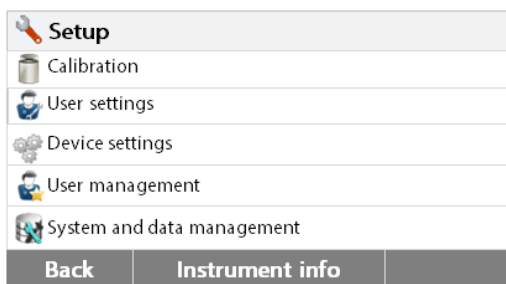 Setup
Calibration
User settings
Device settings
User management
System and data management
Back Instrument info